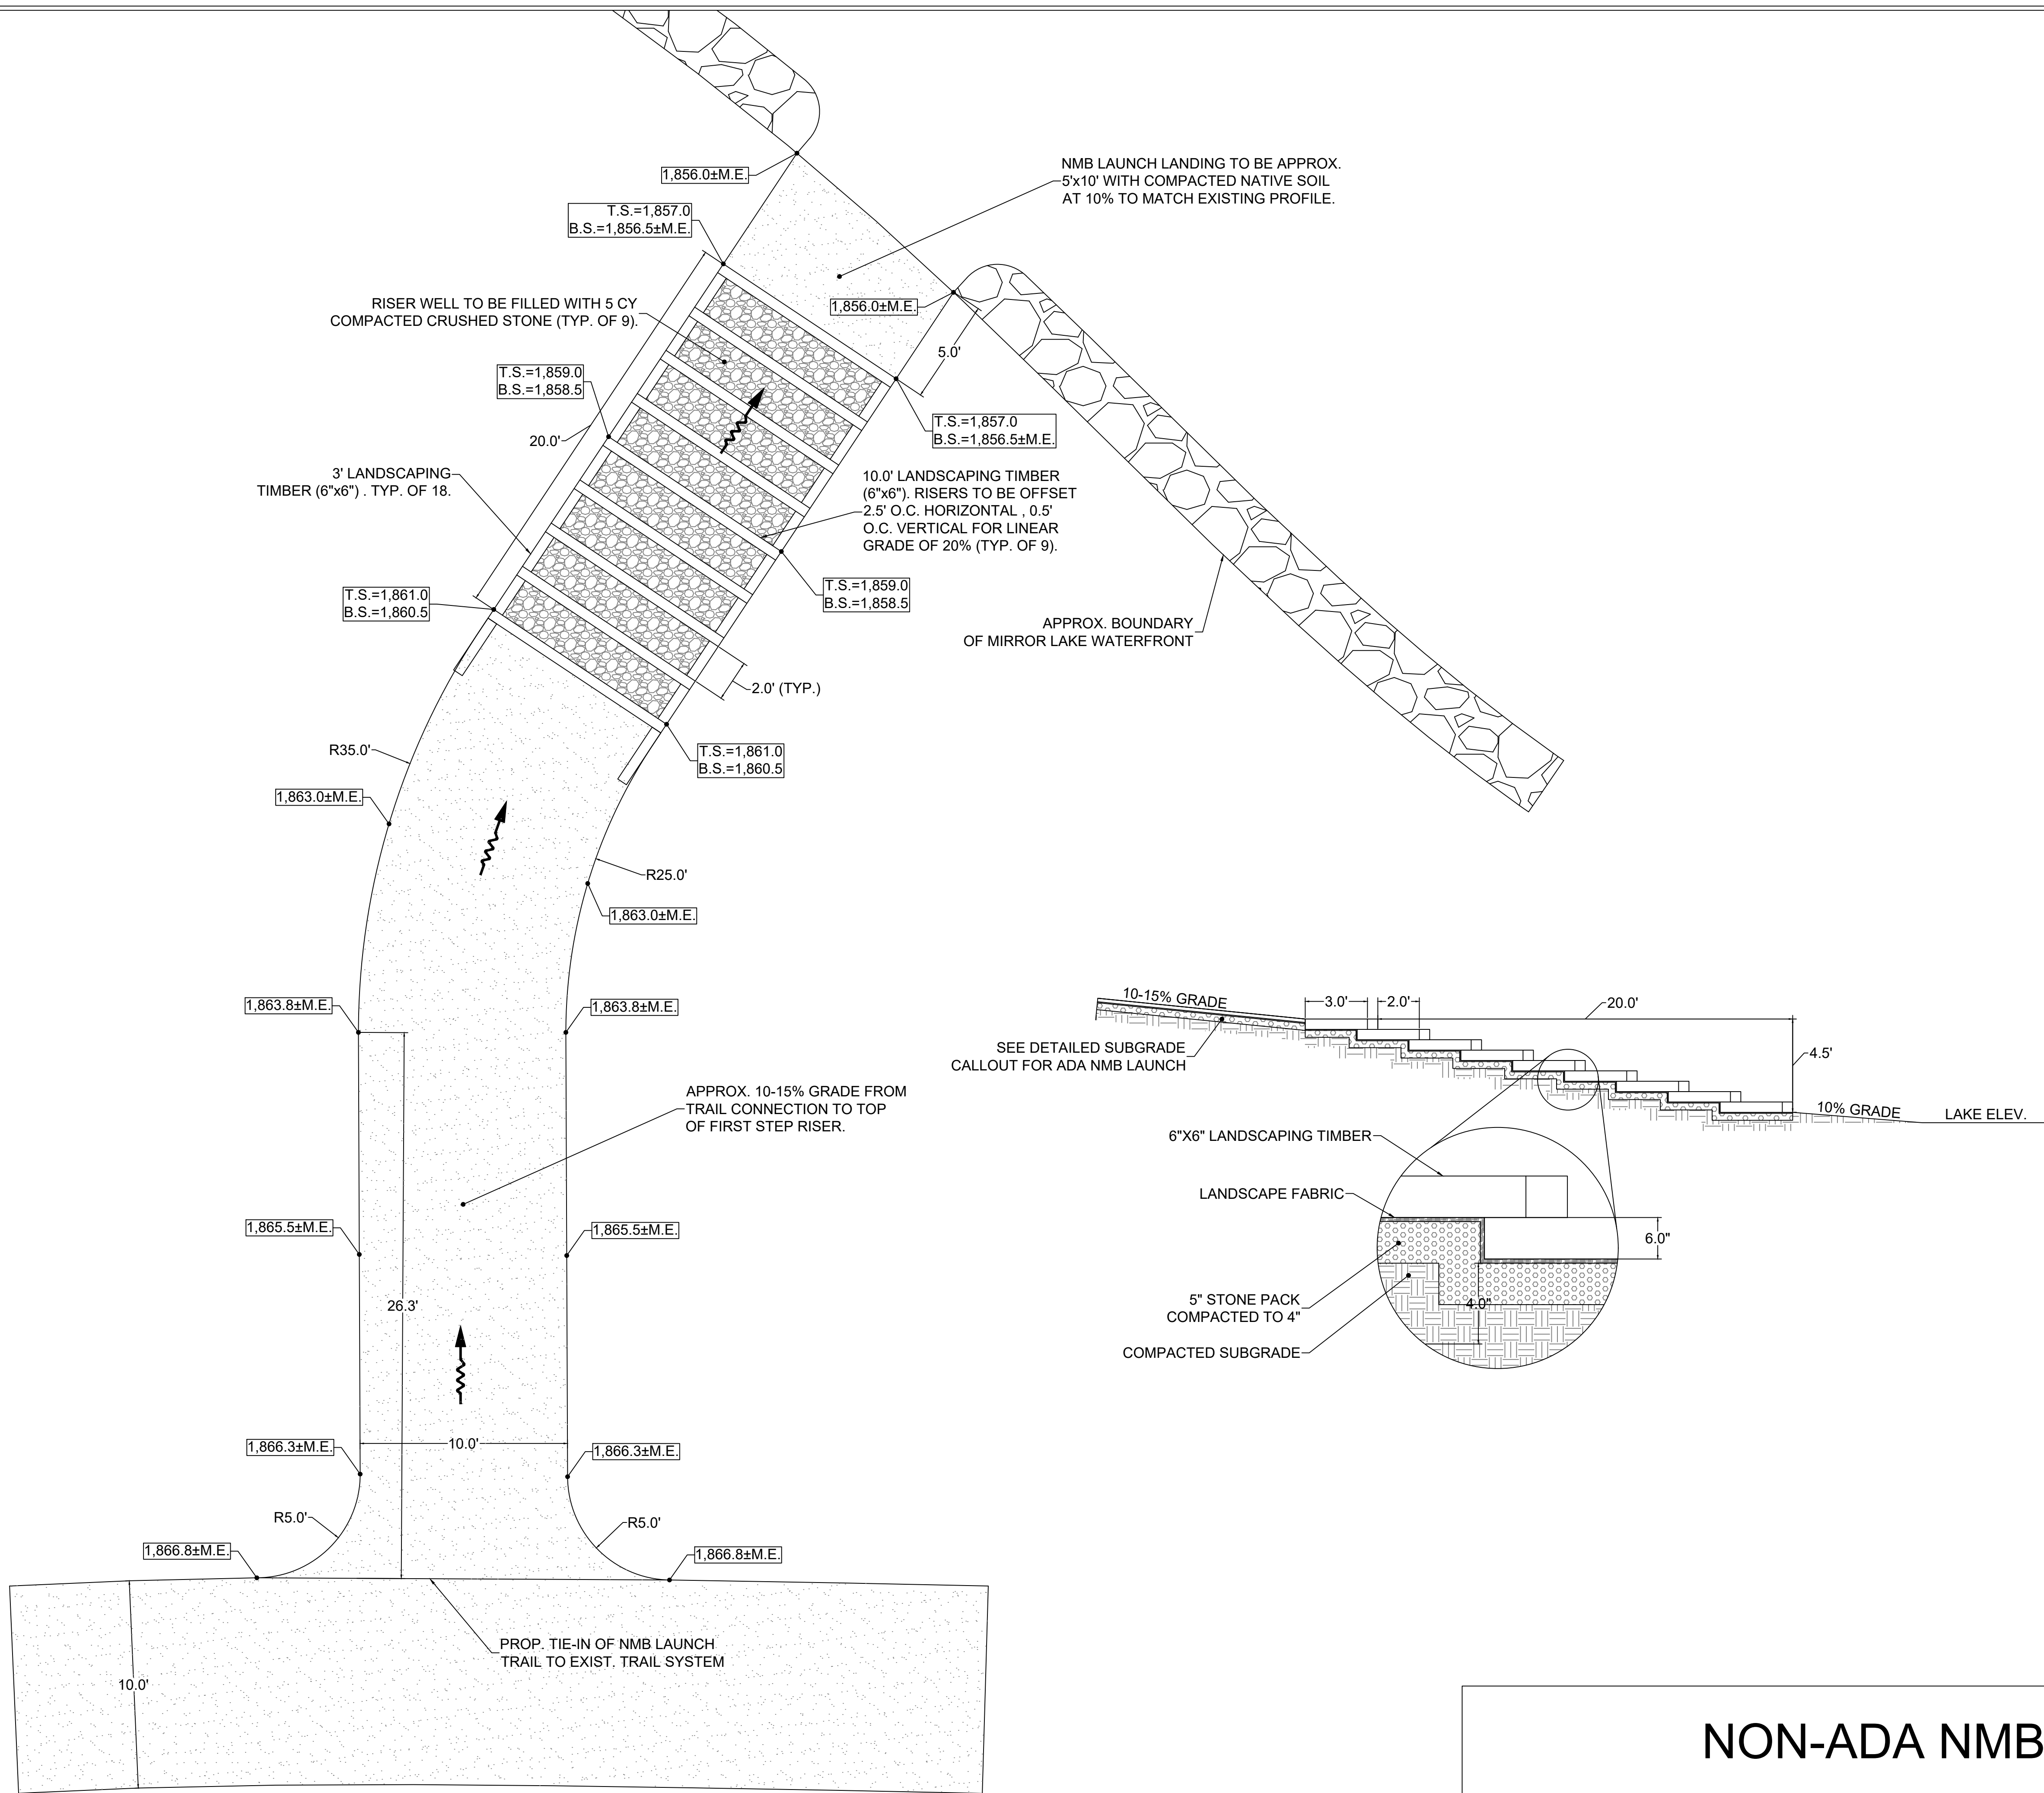 1,856.0±M.E.
NMB LAUNCH LANDING TO BE APPROX.
5'x10' WITH COMPACTED NATIVE SOIL
AT 10% TO MATCH EXISTING PROFILE.
T.S.=1,857.0
B.S.=1,856.5±M.E.
RISER WELL TO BE FILLED WITH 5 CY
COMPACTED CRUSHED STONE (TYP. OF 9).
1,856.0±M.E.
5.0'
T.S.=1,859.0
B.S.=1,858.5
T.S.=1,857.0
B.S.=1,856.5±M.E.
20.0'
3' LANDSCAPING
TIMBER (6"x6") . TYP. OF 18.
10.0' LANDSCAPING TIMBER
(6"x6"). RISERS TO BE OFFSET
2.5' O.C. HORIZONTAL , 0.5'
O.C. VERTICAL FOR LINEAR
GRADE OF 20% (TYP. OF 9).
T.S.=1,861.0
B.S.=1,860.5
T.S.=1,859.0
B.S.=1,858.5
APPROX. BOUNDARY
OF MIRROR LAKE WATERFRONT
2.0' (TYP.)
R35.0'
T.S.=1,861.0
B.S.=1,860.5
1,863.0±M.E.
R25.0'
1,863.0±M.E.
1,863.8±M.E.
1,863.8±M.E.
APPROX. 10-15% GRADE FROM
TRAIL CONNECTION TO TOP
OF FIRST STEP RISER.
1,865.5±M.E.
1,865.5±M.E.
26.3'
10.0'
1,866.3±M.E.
1,866.3±M.E.
R5.0'
R5.0'
1,866.8±M.E.
1,866.8±M.E.
PROP. TIE-IN OF NMB LAUNCH
TRAIL TO EXIST. TRAIL SYSTEM
10.0'
10-15% GRADE
3.0'
2.0'
20.0'
SEE DETAILED SUBGRADE
CALLOUT FOR ADA NMB LAUNCH
4.5'
10% GRADE
LAKE ELEV.
6"X6" LANDSCAPING TIMBER
LANDSCAPE FABRIC
6.0"
5" STONE PACK
COMPACTED TO 4"
4.0"
COMPACTED SUBGRADE
NON-ADA NMB